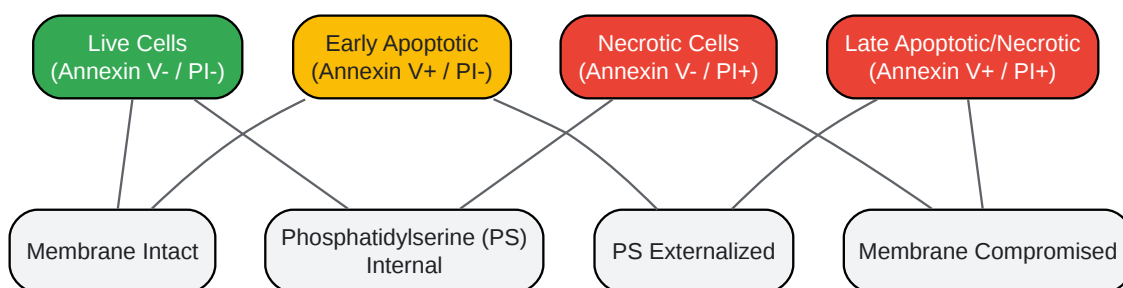 Live Cells
(Annexin V- / PI-)
Early Apoptotic
(Annexin V+ / PI-)
Necrotic Cells
(Annexin V- / PI+)
Late Apoptotic/Necrotic
(Annexin V+ / PI+)
Membrane Intact
Phosphatidylserine (PS)
Internal
PS Externalized
Membrane Compromised